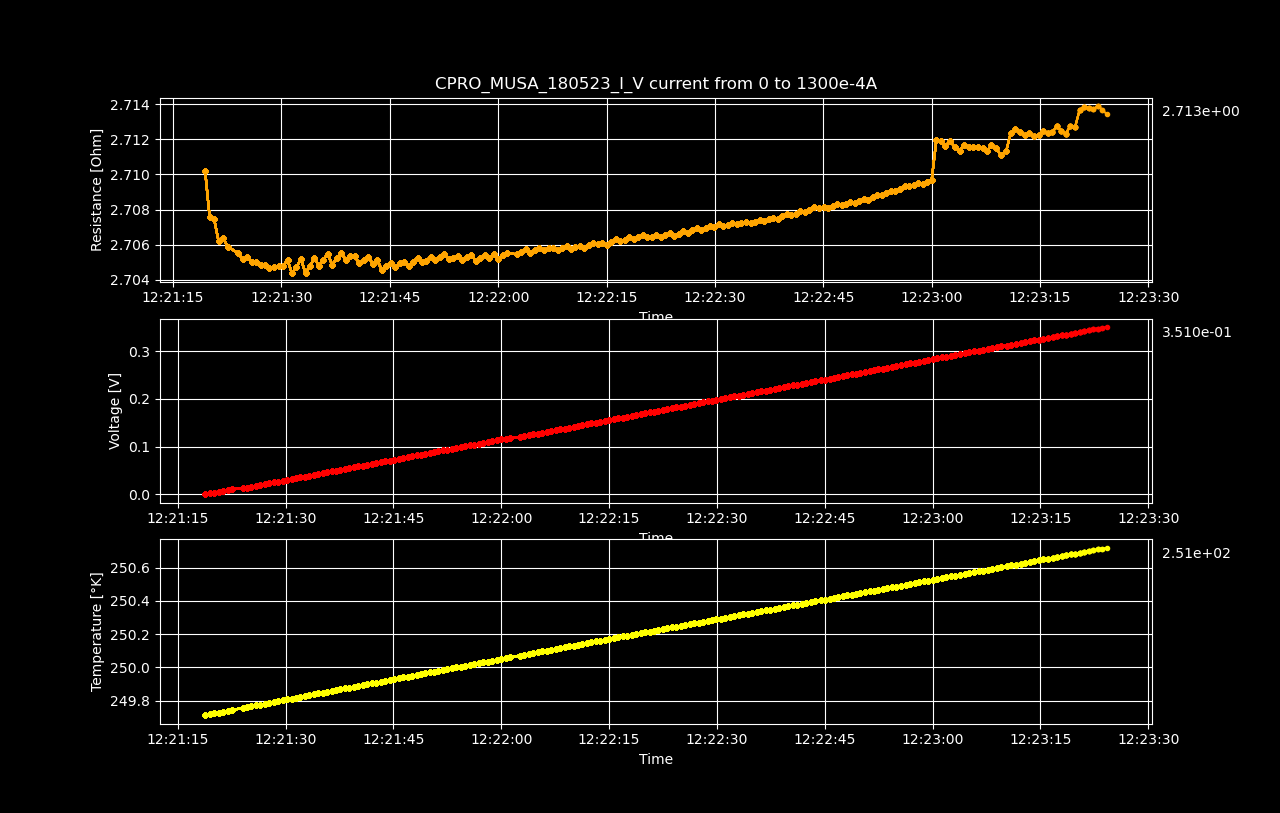 CPRO_MUSA_180523_I_V current from 0 to 1300e-4A
2.714
2.712
2.710
2.708
2.706
2.704
Resistance [Ohm]
2.713e+00
12:21:15 12:21:30 12:21:45 12:22:00 12:22:15 12:22:30 12:22:45 12:23:00 12:23:15 12:23:30
Time
0.3
0.2
0.1
0.0
Voltage [V]
3.510e-01
12:21:15 12:21:30 12:21:45 12:22:00 12:22:15 12:22:30 12:22:45 12:23:00 12:23:15 12:23:30
Time
250.6
250.4
250.2
250.0
249.8
Temperature [°K]
2.51e+02
12:21:15 12:21:30 12:21:45 12:22:00 12:22:15 12:22:30 12:22:45 12:23:00 12:23:15 12:23:30
Time